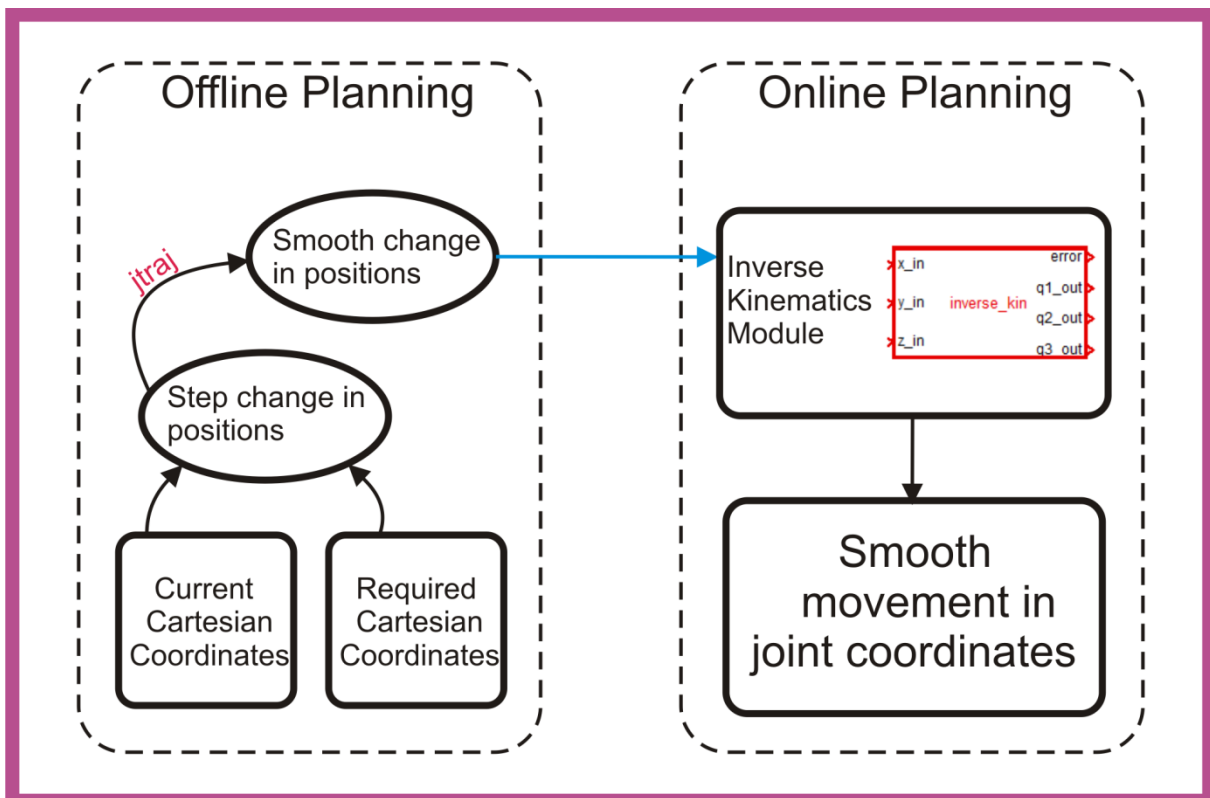 Offline Planning
Smooth change
in positions
jtraj
Step change in
positions
Current
Cartesian
Coordinates
Required
Cartesian
Coordinates
Online Planning
Inverse
Kinematics
Module
x_in
y_in
z_in
inverse_kin
error
q1_out
q2_out
q3_out
Smooth
movement in
joint coordinates